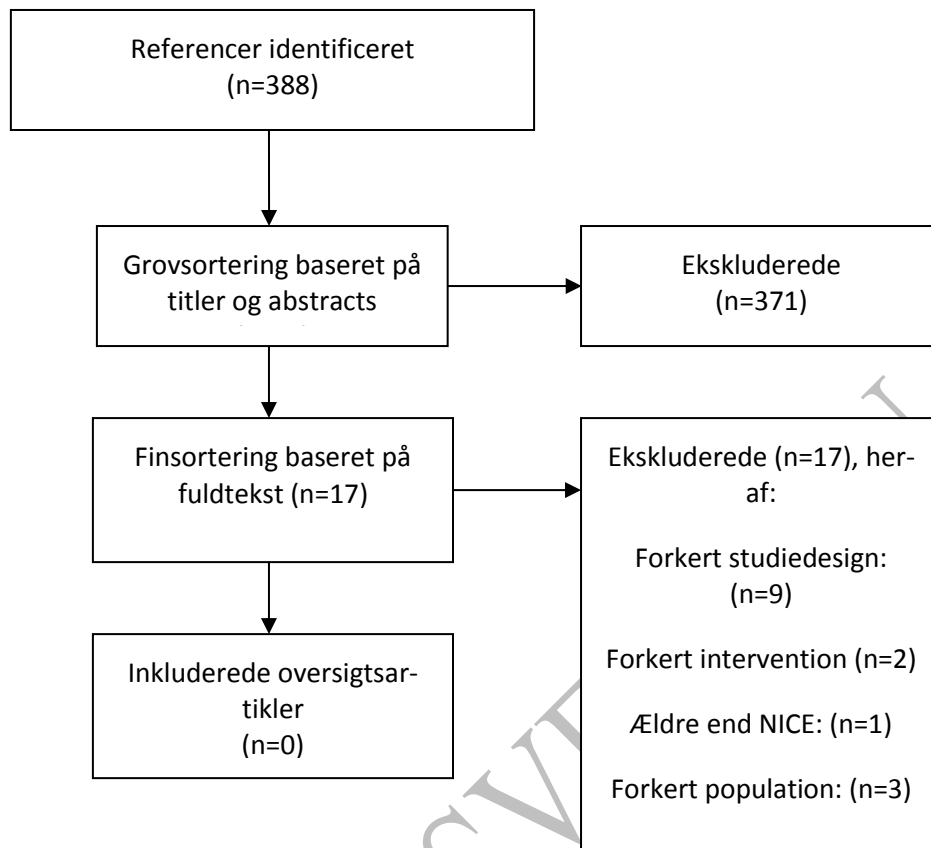 Referencer identificeret
(n=388)
Grovsortering baseret på
titler og abstracts
Ekskluderede
(n=371)
Finsortering baseret på
fuldtekst (n=17)
Ekskluderede (n=17), her-
af:
Forkert studiedesign:
(n=9)
Forkert intervention (n=2)
Ældre end NICE: (n=1)
Forkert population: (n=3)
Inkluderede oversigtsar-
tikler
(n=0)